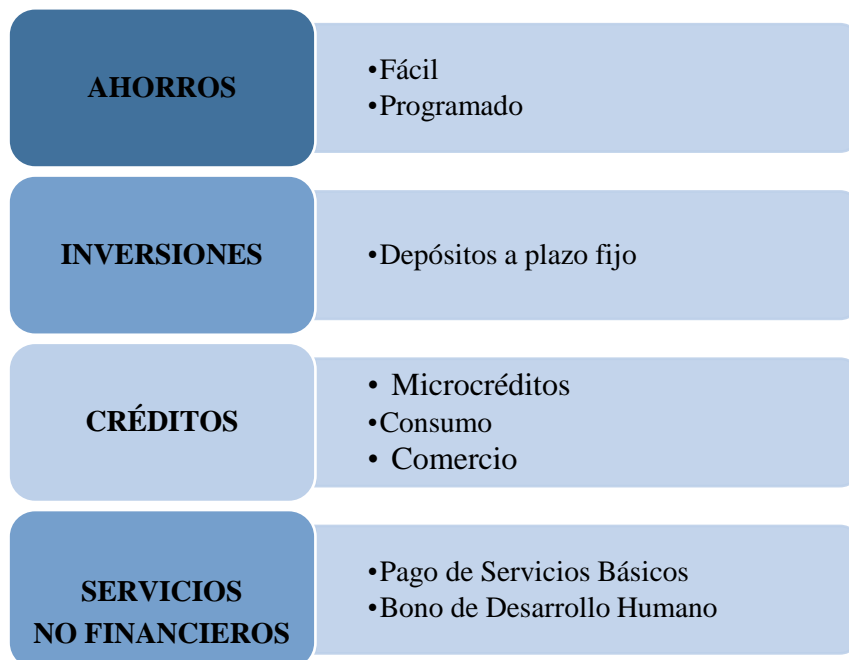 AHORROS
•Fácil
•Programado
INVERSIONES
•Depósitos a plazo fijo
CRÉDITOS
• Microcréditos
•Consumo
• Comercio
SERVICIOS
NO FINANCIEROS
•Pago de Servicios Básicos
•Bono de Desarrollo Humano